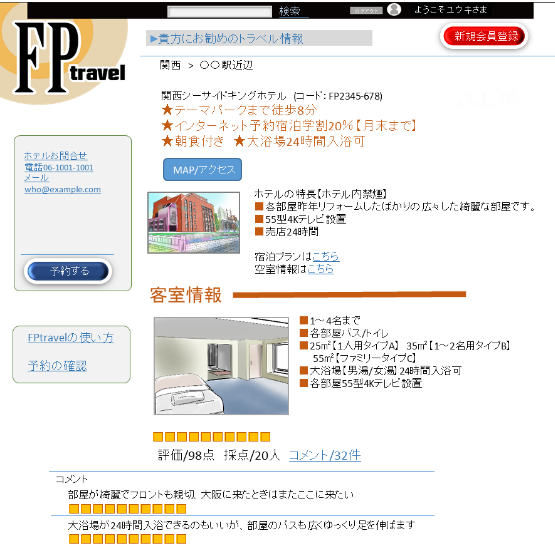 検索 ログアウト ようこそ ユウキさま
FP
travel
▶貴方にお勧めのトラベル情報
新規会員登録
関西 > 〇〇駅近辺
関西シーサイドキングホテル (コード: FP2345-678)
★テーマパークまで徒歩8分
★インターネット予約宿泊学割20%【月末まで】
★朝食付き ★大浴場24時間入浴可
MAP/アクセス
ホテルお問合せ
電話06-1001-1001
メール
who@example.com
予約する
ホテルの特長【ホテル内禁煙】
■各部屋昨年リフォームしたばかりの広々した綺麗な部屋です。
■55型4Kテレビ設置
■売店24時間
宿泊プランはこちら
空室情報はこちら
FPtravelの使い方
予約の確認
客室情報
■1～4名まで
■各部屋バス/トイレ
■25㎡【1人用タイプA】 35㎡【1～2名用タイプB】
55㎡【ファミリータイプC】
■大浴場【男湯/女湯】24時間入浴可
■各部屋55型4Kテレビ設置
評価/98点 採点/20人 コメント/32件
コメント
部屋が綺麗でフロントも親切. 大阪に来たときはまたここに来たい
大浴場が24時間入浴できるのもいいが、部屋のバスも広くゆっくり足を伸ばます